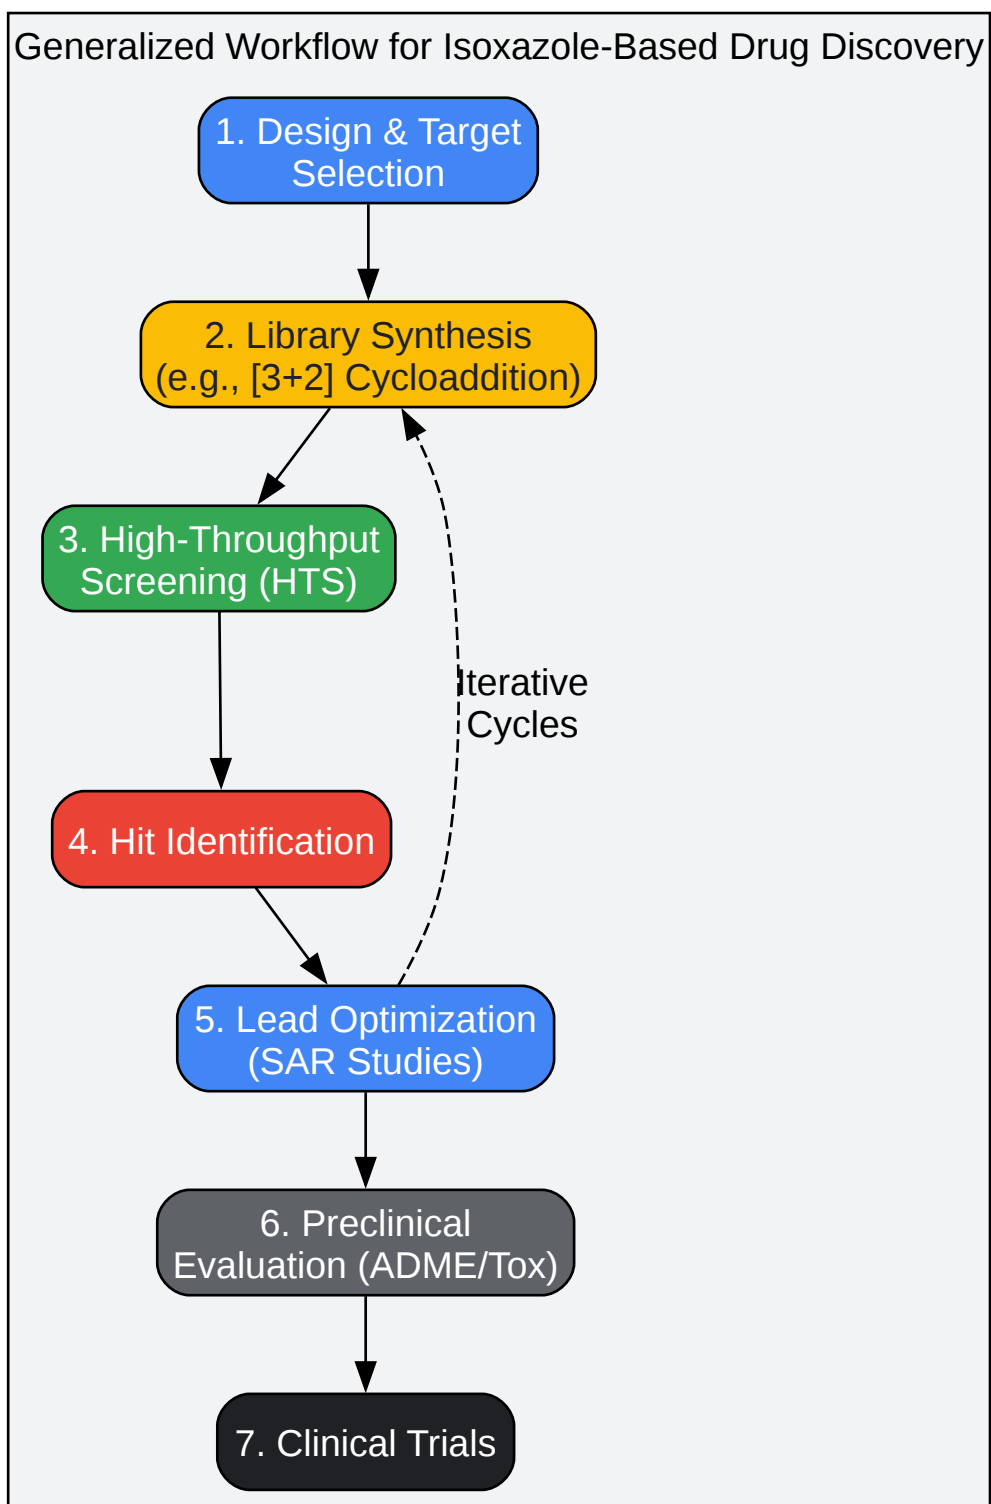 Generalized Workflow for Isoxazole-Based Drug Discovery
1. Design & Target
Selection
2. Library Synthesis
(e.g., [3+2] Cycloaddition)
3. High-Throughput
Screening (HTS)
Iterative
Cycles
4. Hit Identification
5. Lead Optimization
(SAR Studies)
6. Preclinical
Evaluation (ADME/Tox)
7. Clinical Trials